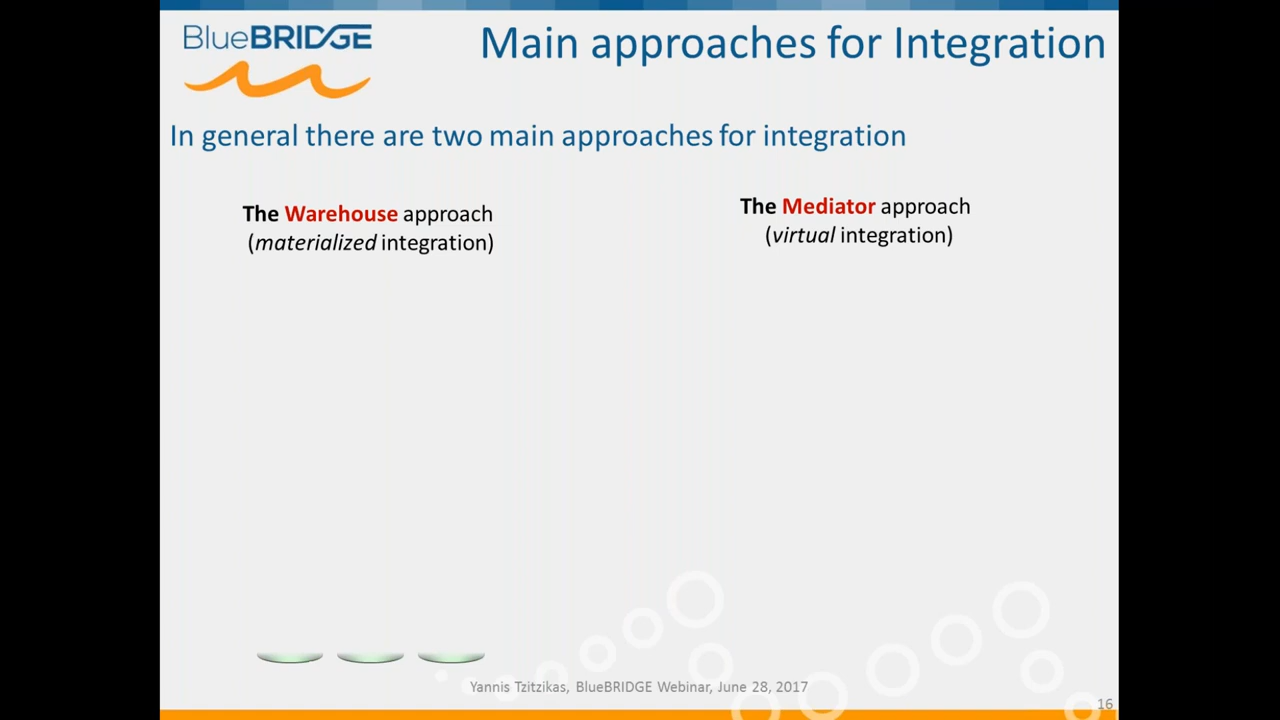 BlueBRIDGE
Main approaches for Integration
In general there are two main approaches for integration
The Warehouse approach
(materialized integration)
The Mediator approach
(virtual integration)
Yannis Tzitzikas, BlueBRIDGE Webinar, June 28, 2017
16